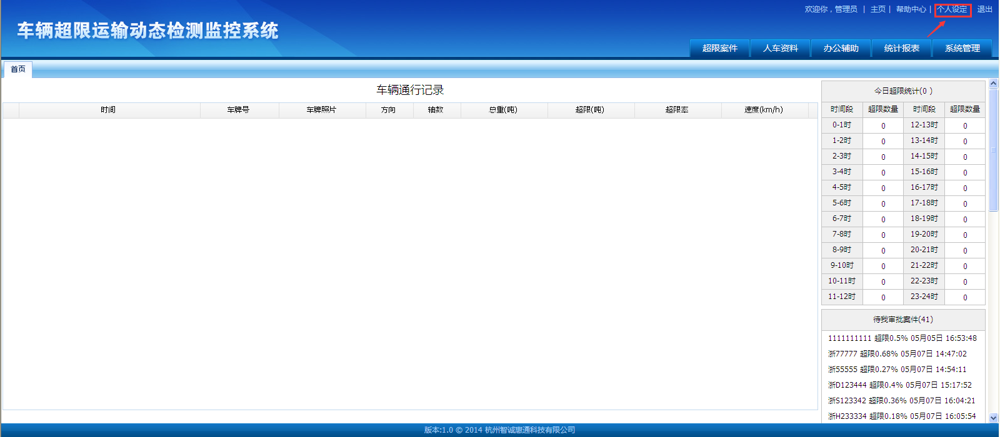 欢迎你，管理员 | 主页 | 帮助中心 | 个人设定 退出
车辆超限运输动态检测监控系统
超限案件 人车资料 办公辅助 统计报表 系统管理
首页
车辆通行记录
时间 车牌号 车牌照片 方向 轴数 总重(吨) 超限(吨) 超限率 速度(km/h)
今日超限统计(0 )
时间段 超限数量 时间段 超限数量
0-1时 0 12-13时 0
1-2时 0 13-14时 0
2-3时 0 14-15时 0
3-4时 0 15-16时 0
4-5时 0 16-17时 0
5-6时 0 17-18时 0
6-7时 0 18-19时 0
7-8时 0 19-20时 0
8-9时 0 20-21时 0
9-10时 0 21-22时 0
10-11时 0 22-23时 0
11-12时 0 23-24时 0
待我审批案件(41)
1111111111 超限0.5% 05月05日 16:53:48
浙77777 超限0.68% 05月07日 14:47:02
浙55555 超限0.27% 05月07日 14:54:11
浙D123444 超限0.4% 05月07日 15:17:52
浙S123342 超限0.36% 05月07日 16:04:21
浙H233334 超限0.18% 05月07日 16:05:54
版本:1.0 © 2014 杭州智诚惠通科技有限公司